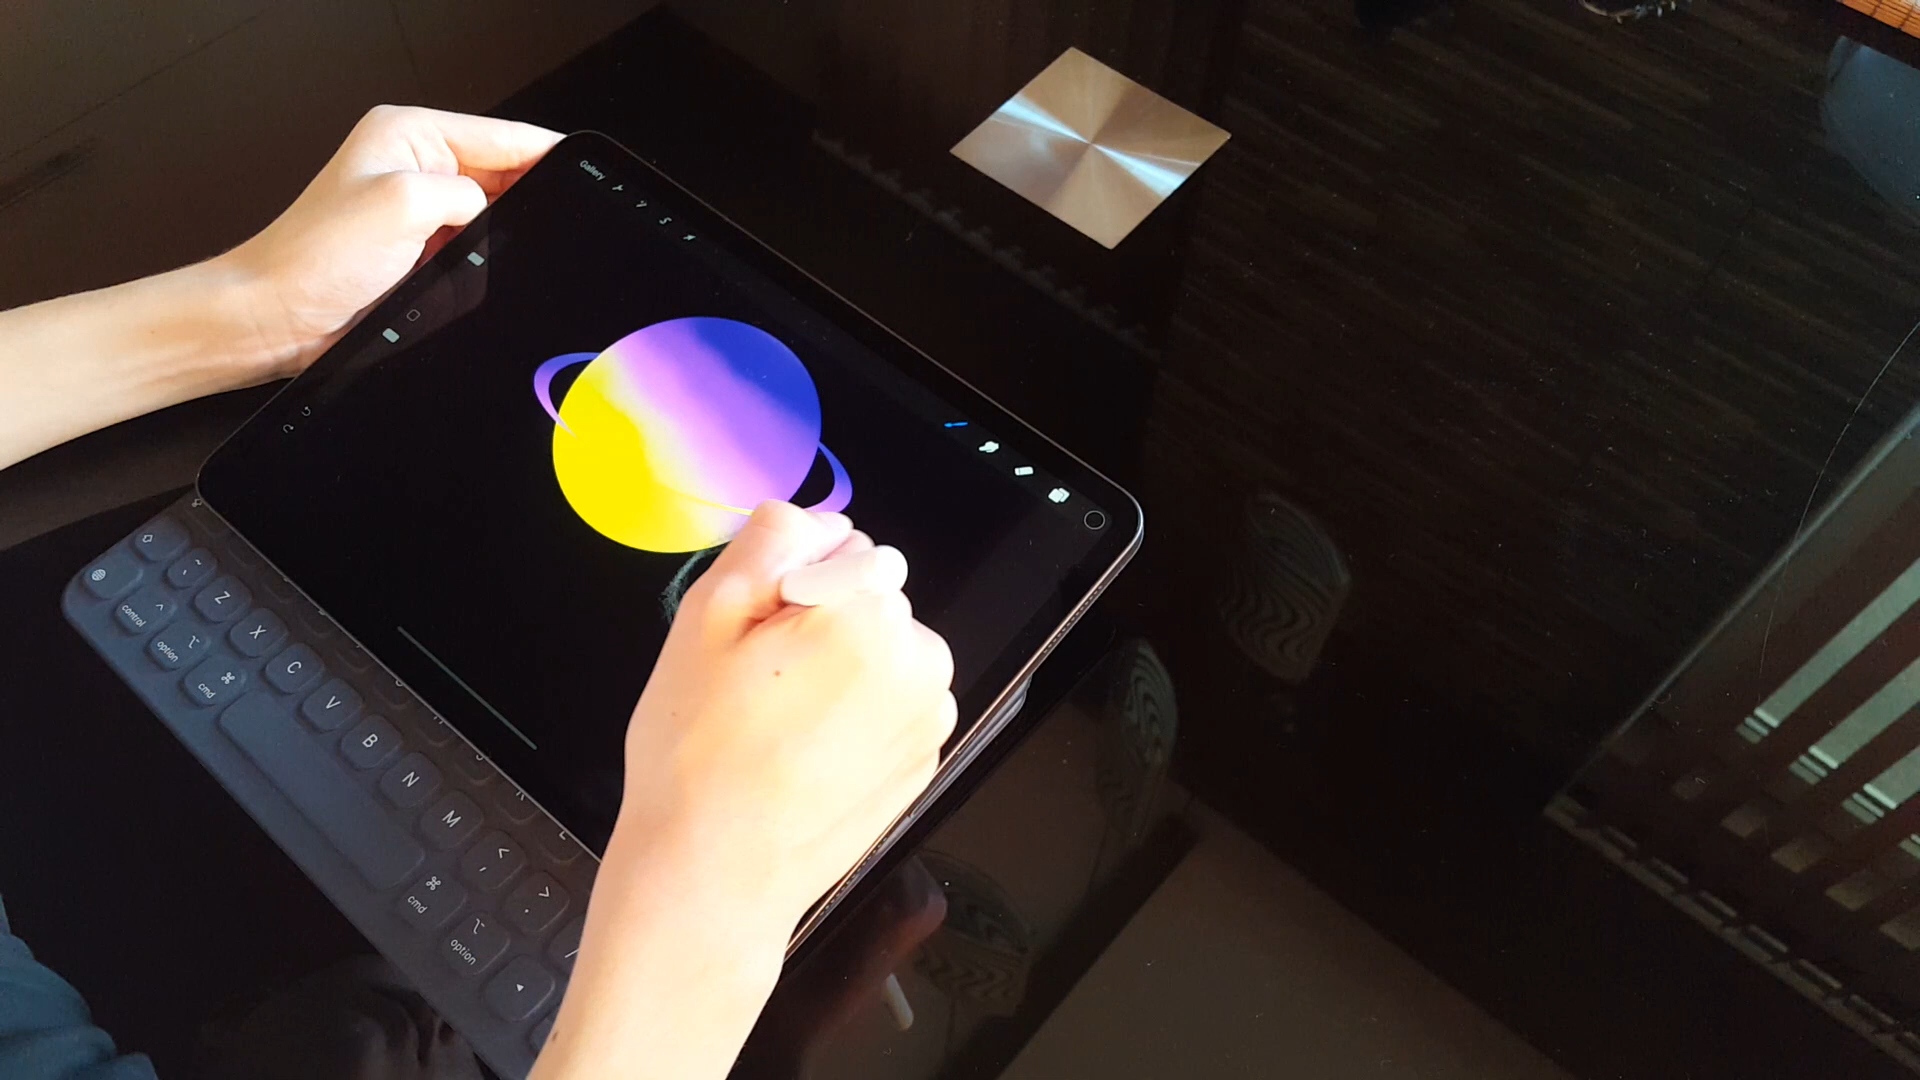 Gallery
~
Z
X
C
V
B
N
M
<
,
>
.
control
option
cmd
cmd
option